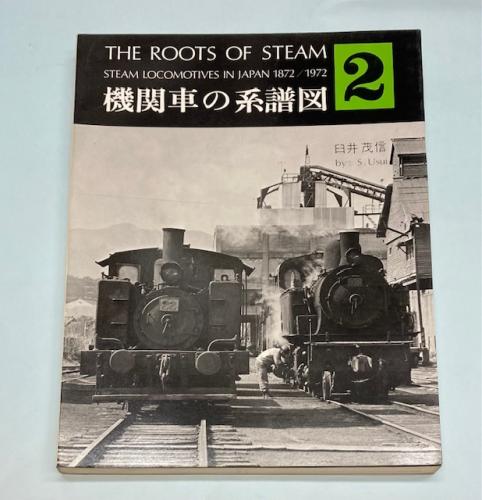 THE ROOTS OF STEAM
STEAM LOCOMOTIVES IN JAPAN 1872/1972
機関車の系譜図
2
臼井茂信
by: S. Usui